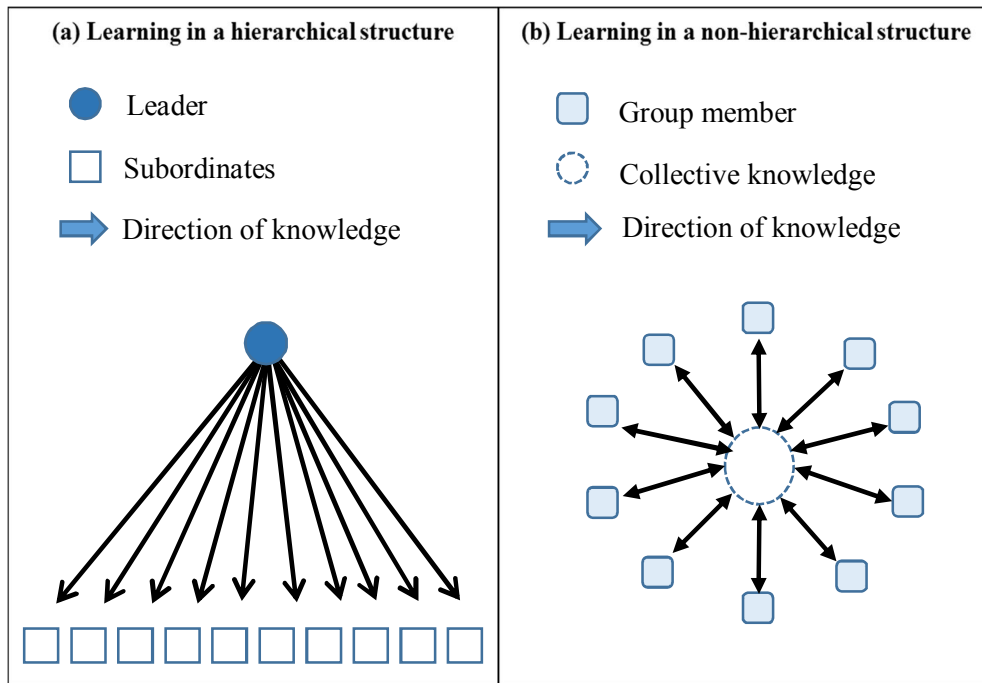 (a) Learning in a hierarchical structure
Leader
Subordinates
Direction of knowledge
(b) Learning in a non-hierarchical structure
Group member
Collective knowledge
Direction of knowledge